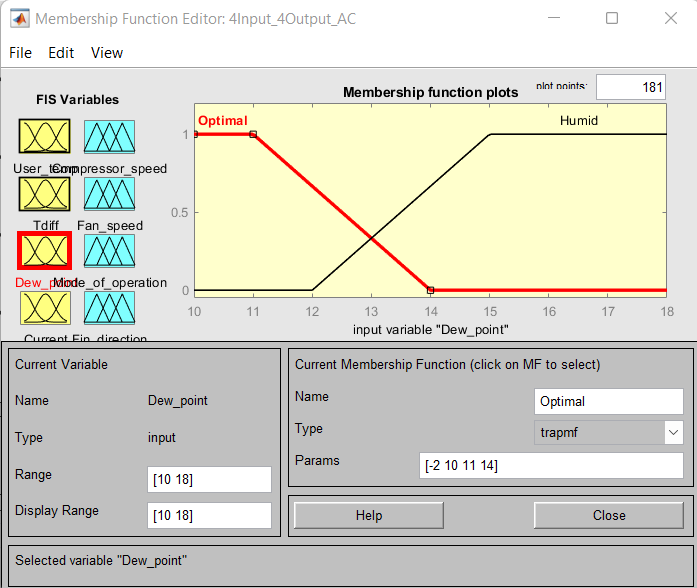 Membership Function Editor: 4Input_4Output_AC
File Edit View
FIS Variables
User_temp
Compressor_speed
Tdiff
Fan_speed
Dew_point
Mode_of_operation
Current
Fin_direction
Membership function plots
plot points:
181
Optimal
Humid
1
0.5
0
10 11 12 13 14 15 16 17 18
input variable "Dew_point"
Current Variable
Name Dew_point
Type input
Range [10 18]
Display Range [10 18]
Current Membership Function (click on MF to select)
Name Optimal
Type trapmf
Params [-2 10 11 14]
Help Close
Selected variable "Dew_point"